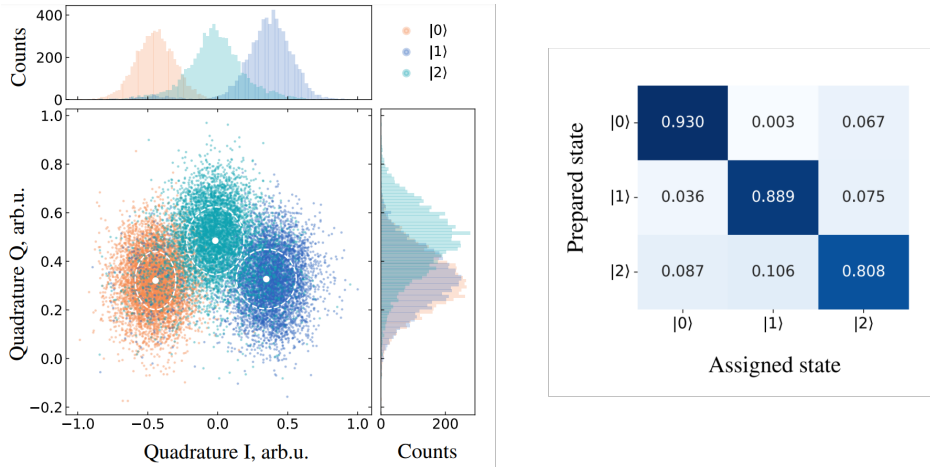 Counts
400
200
0
|0⟩
|1⟩
|2⟩
Quadrature Q, arb.u.
1.0
0.8
0.6
0.4
0.2
0.0
−0.2
−1.0 −0.5 0.0 0.5 1.0
Quadrature I, arb.u.
0 200
Counts
Prepared state
|0⟩ 0.930 0.003 0.067
|1⟩ 0.036 0.889 0.075
|2⟩ 0.087 0.106 0.808
|0⟩ |1⟩ |2⟩
Assigned state